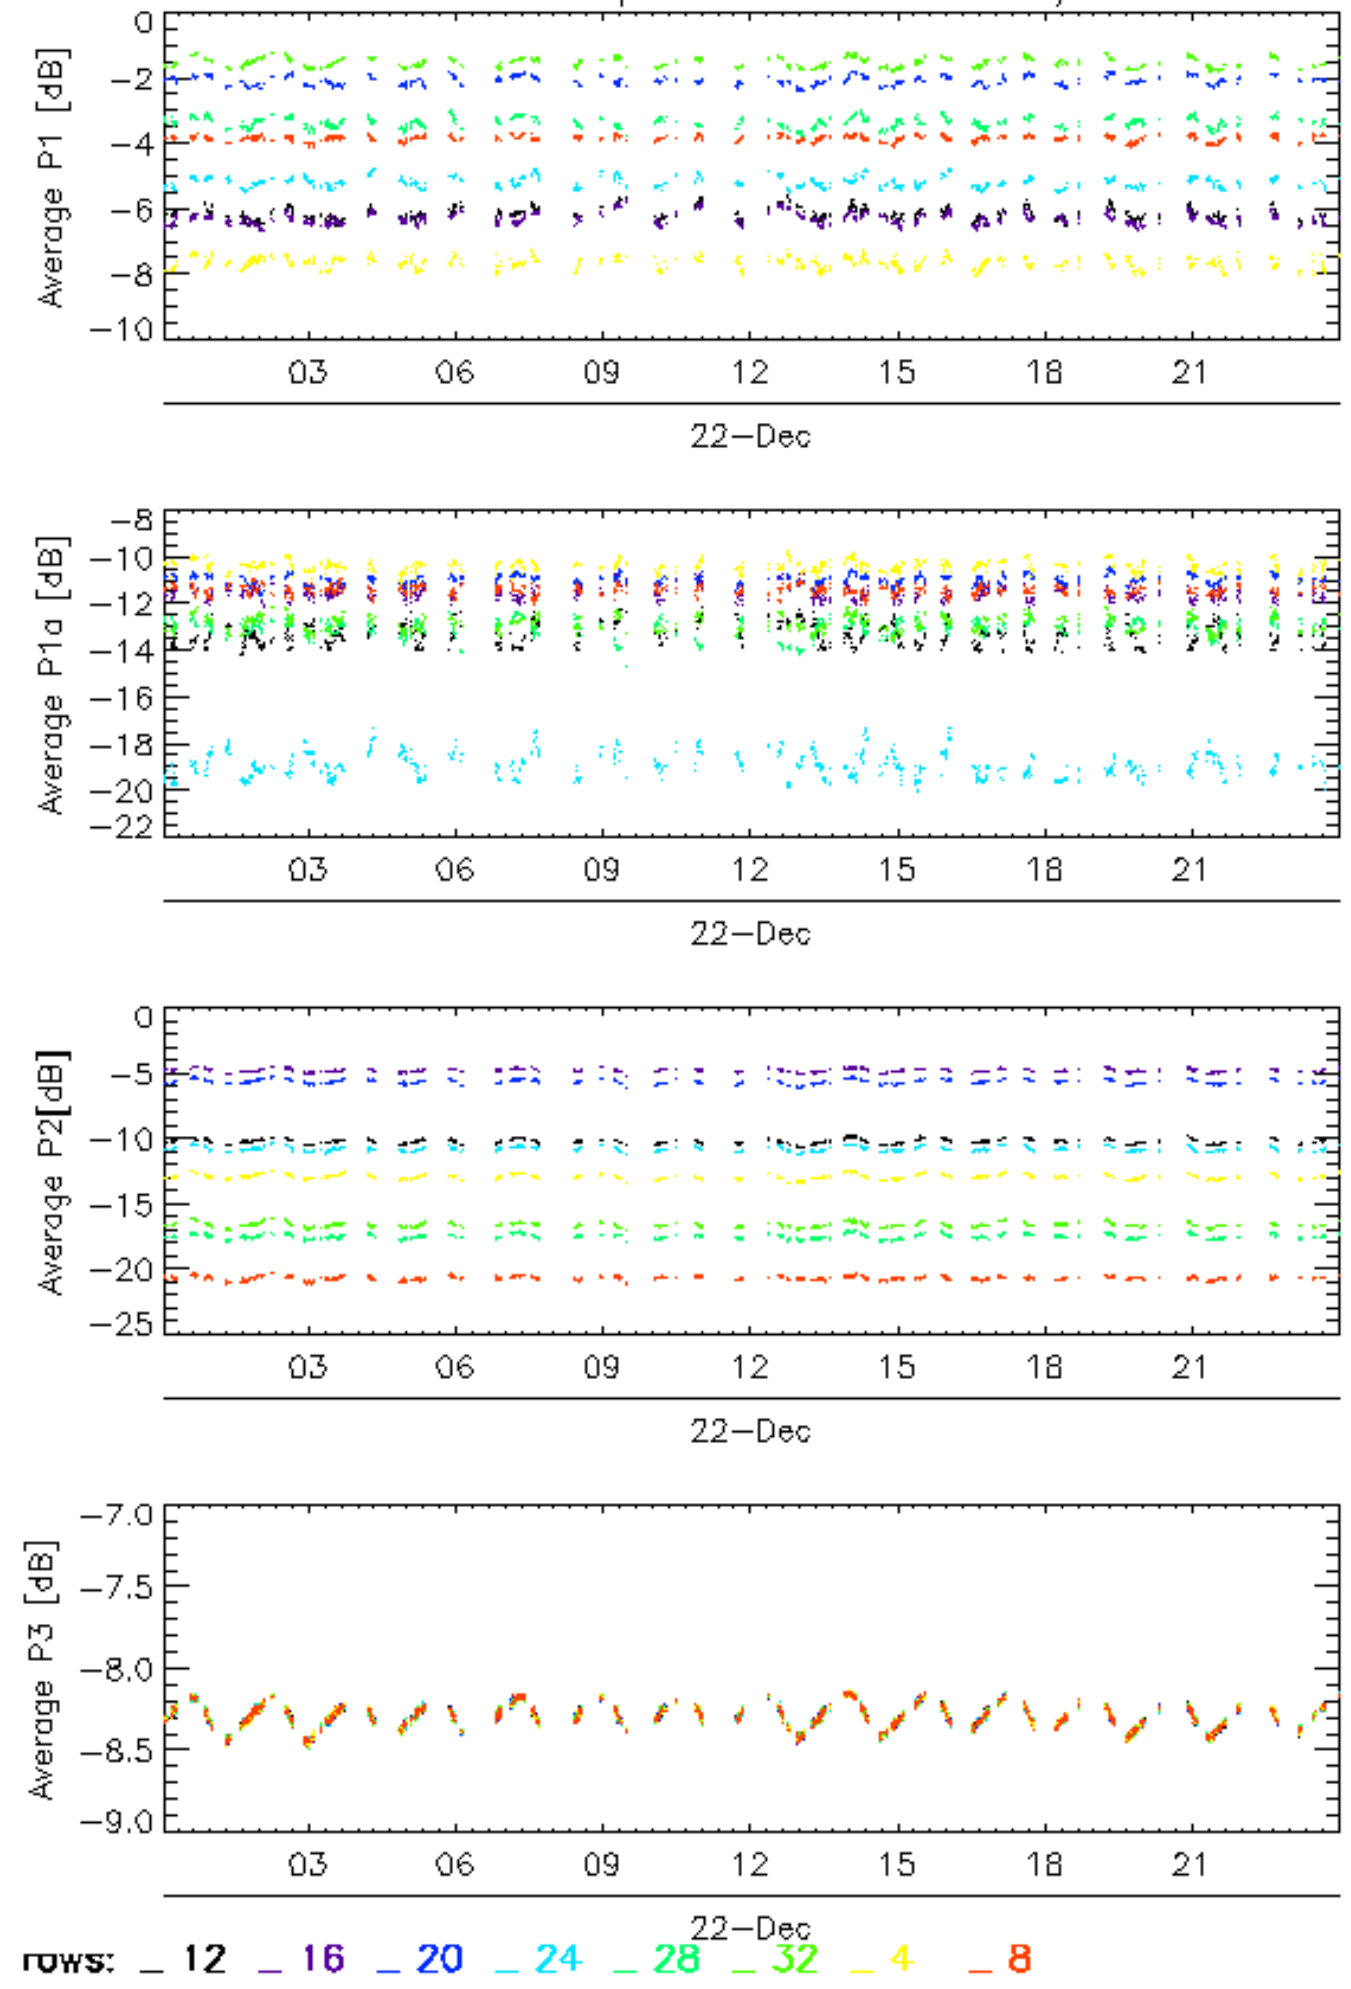 0
−2
−4
−6
−8
−10
Average P1 [dB]
03 06 09 12 15 18 21
22−Dec
−8
−10
−12
−14
−16
−18
−20
−22
Average P1a [dB]
03 06 09 12 15 18 21
22−Dec
0
−5
−10
−15
−20
−25
Average P2[dB]
03 06 09 12 15 18 21
22−Dec
−7.0
−7.5
−8.0
−8.5
−9.0
Average P3 [dB]
03 06 09 12 15 18 21
22−Dec
rows: _ 12 _ 16 _ 20 _ 24 _ 28 _ 32 _ 4 _ 8